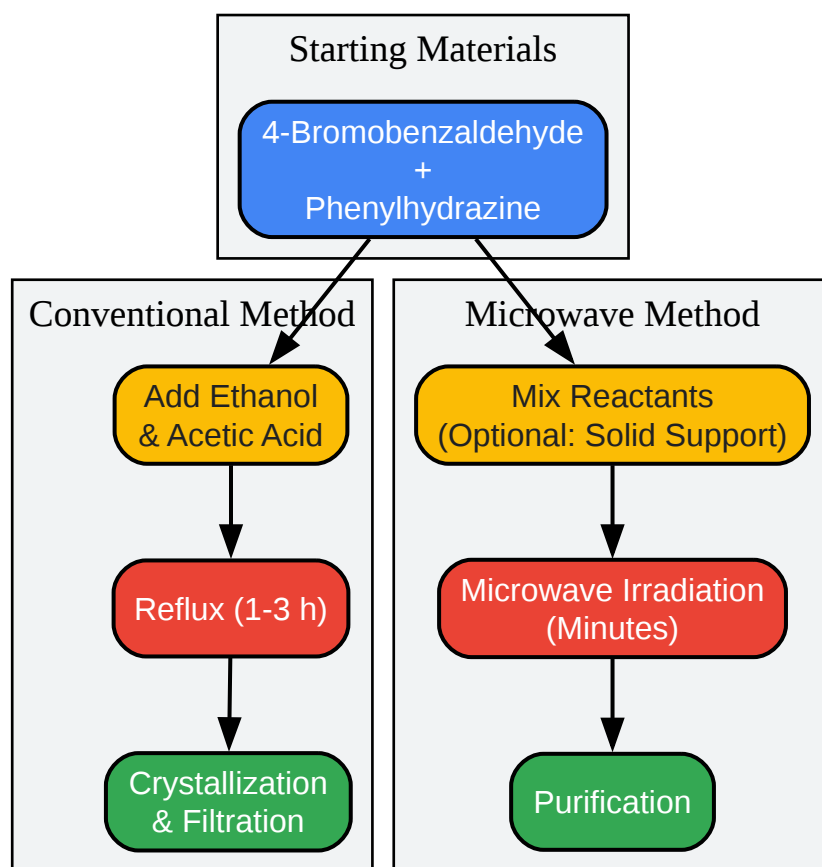 Starting Materials
4-Bromobenzaldehyde
+
Phenylhydrazine
Conventional Method
Add Ethanol
& Acetic Acid
Reflux (1-3 h)
Crystallization
& Filtration
Microwave Method
Mix Reactants
(Optional: Solid Support)
Microwave Irradiation
(Minutes)
Purification